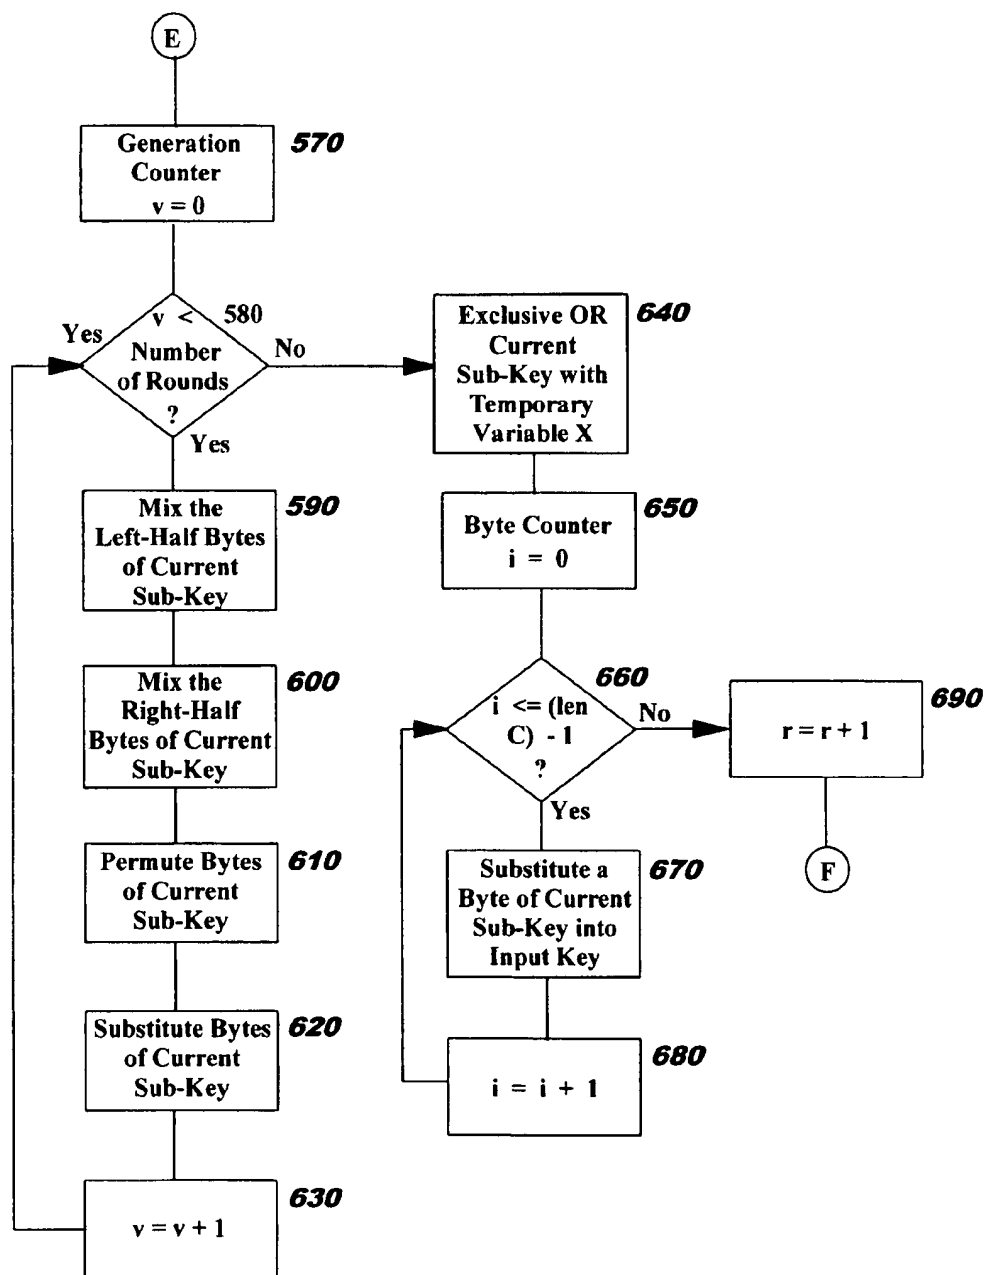 E
Generation
Counter
v = 0
570
v <
580
Number
of Rounds
?
Yes
No
Yes
Mix the
Left-Half Bytes
of Current
Sub-Key
590
Mix the
Right-Half
Bytes of Current
Sub-Key
600
Permute Bytes
of Current
Sub-Key
610
Substitute Bytes
of Current
Sub-Key
620
v = v + 1
630
Exclusive OR
Current
Sub-Key with
Temporary
Variable X
640
Byte Counter
i = 0
650
i <= (len
C) - 1
?
660
No
Yes
Substitute a
Byte of Current
Sub-Key into
Input Key
670
i = i + 1
680
r = r + 1
690
F